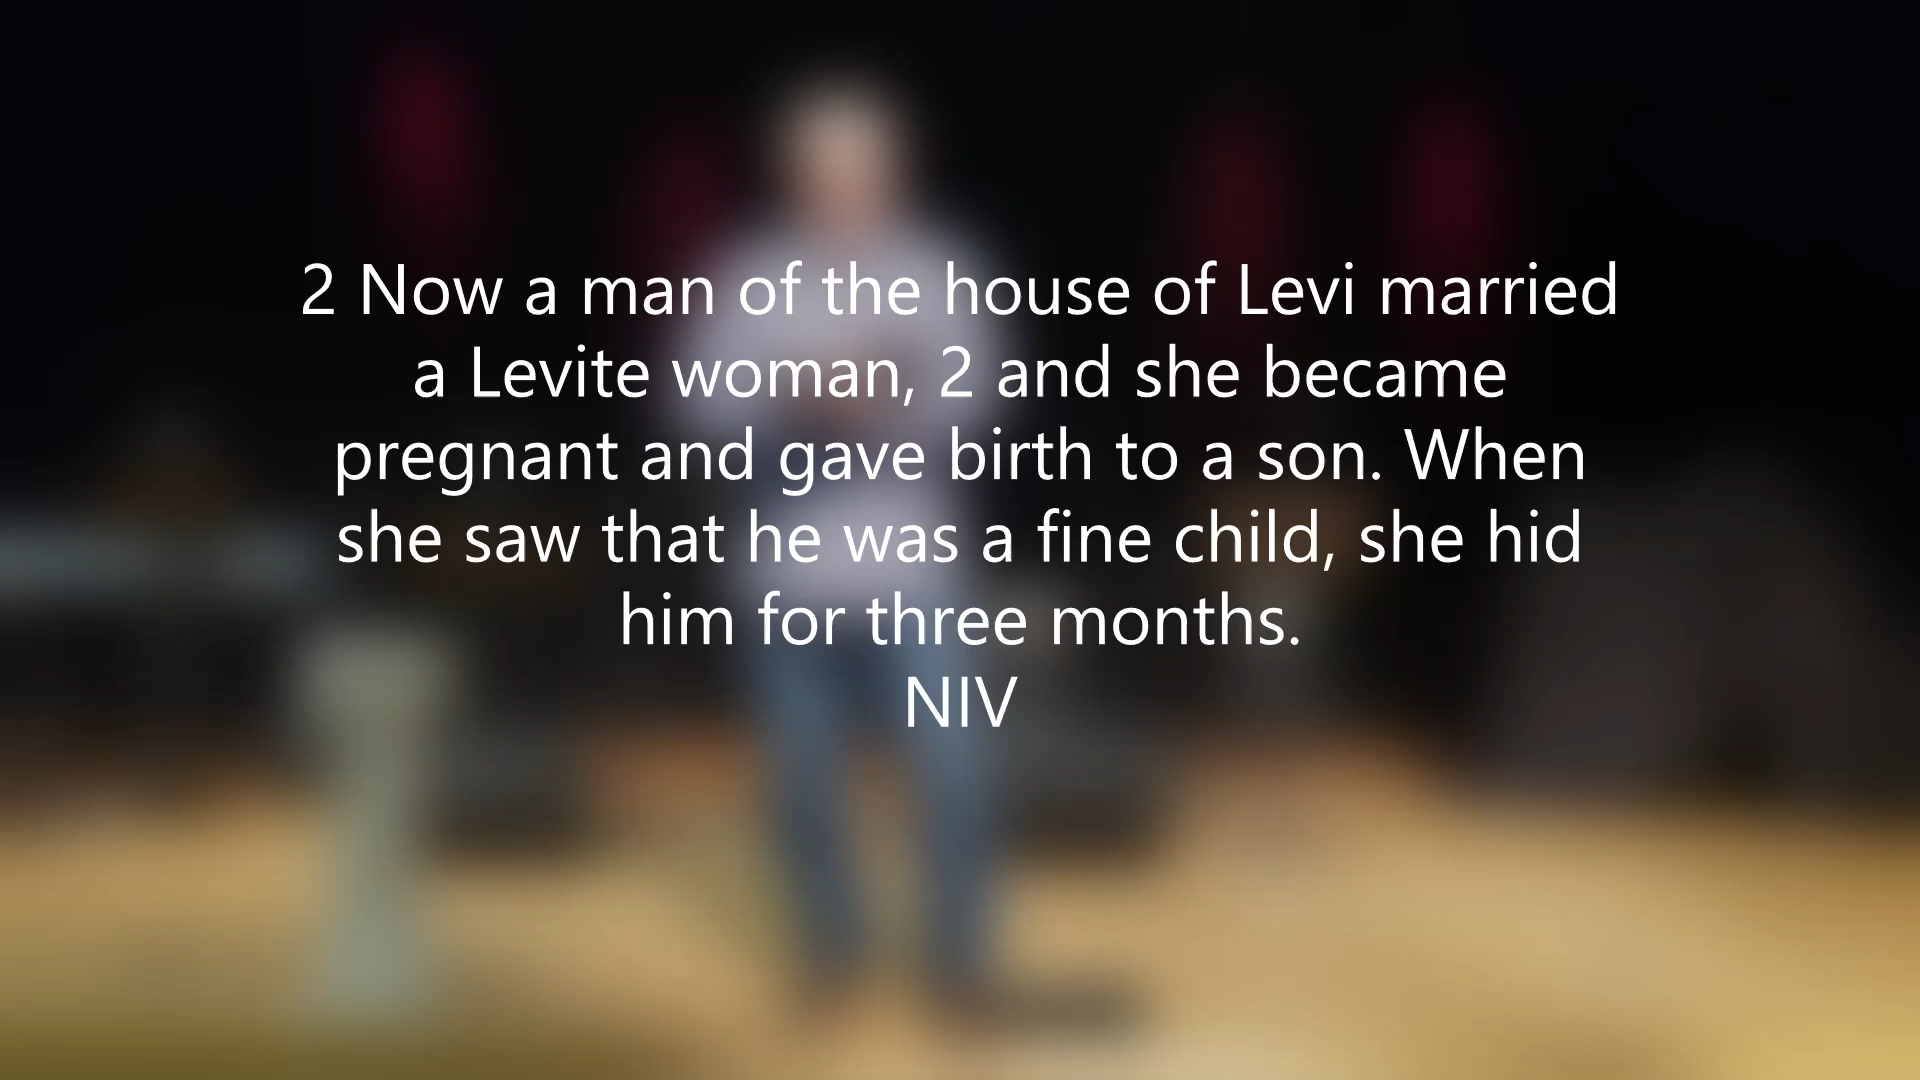 2 Now a man of the house of Levi married
a Levite woman, 2 and she became
pregnant and gave birth to a son. When
she saw that he was a fine child, she hid
him for three months.
NIV